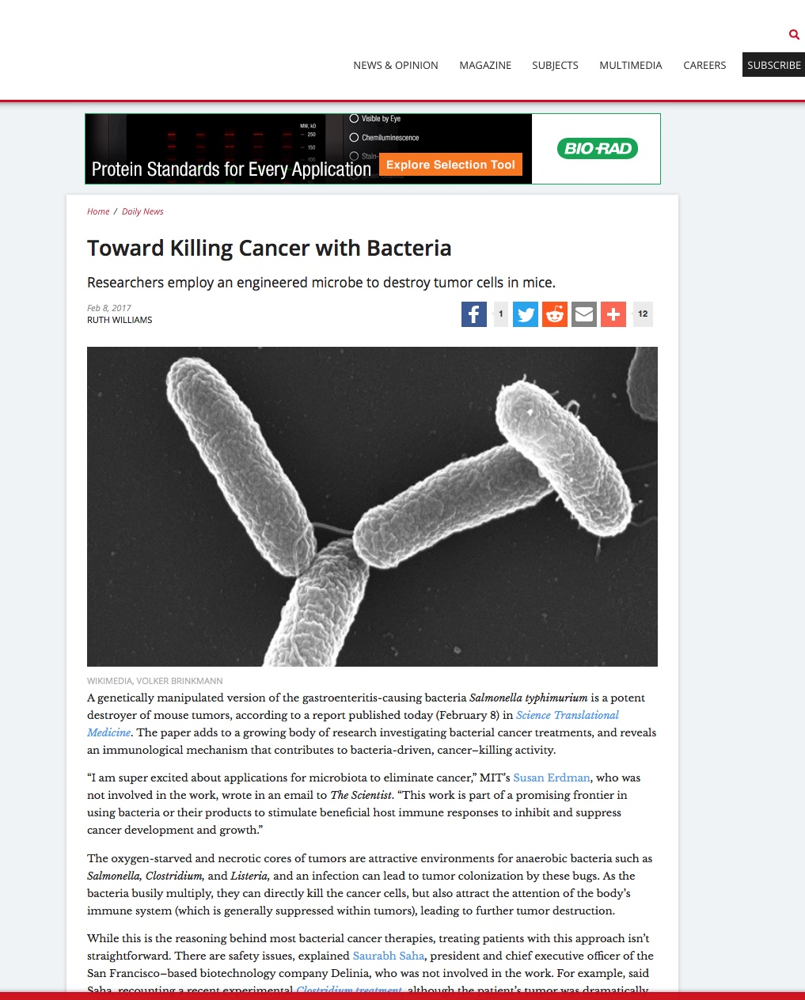 NEWS & OPINION MAGAZINE SUBJECTS MULTIMEDIA CAREERS SUBSCRIBE
MW, kD
250
150
100
Visible by Eye
Chemiluminescence
Stain-
Protein Standards for Every Application
Explore Selection Tool
BIO-RAD
Home / Daily News
Toward Killing Cancer with Bacteria
Researchers employ an engineered microbe to destroy tumor cells in mice.
Feb 8, 2017
RUTH WILLIAMS
1
12
WIKIMEDIA, VOLKER BRINKMANN
A genetically manipulated version of the gastroenteritis-causing bacteria Salmonella typhimurium is a potent
destroyer of mouse tumors, according to a report published today (February 8) in Science Translational
Medicine. The paper adds to a growing body of research investigating bacterial cancer treatments, and reveals
an immunological mechanism that contributes to bacteria-driven, cancer–killing activity.
“I am super excited about applications for microbiota to eliminate cancer,” MIT’s Susan Erdman, who was
not involved in the work, wrote in an email to The Scientist. “This work is part of a promising frontier in
using bacteria or their products to stimulate beneficial host immune responses to inhibit and suppress
cancer development and growth.”
The oxygen-starved and necrotic cores of tumors are attractive environments for anaerobic bacteria such as
Salmonella, Clostridium, and Listeria, and an infection can lead to tumor colonization by these bugs. As the
bacteria busily multiply, they can directly kill the cancer cells, but also attract the attention of the body’s
immune system (which is generally suppressed within tumors), leading to further tumor destruction.
While this is the reasoning behind most bacterial cancer therapies, treating patients with this approach isn’t
straightforward. There are safety issues, explained Saurabh Saha, president and chief executive officer of the
San Francisco–based biotechnology company Delinia, who was not involved in the work. For example, said
Saha, recounting a recent experimental Clostridium treatment, although the patient’s tumor was dramatically